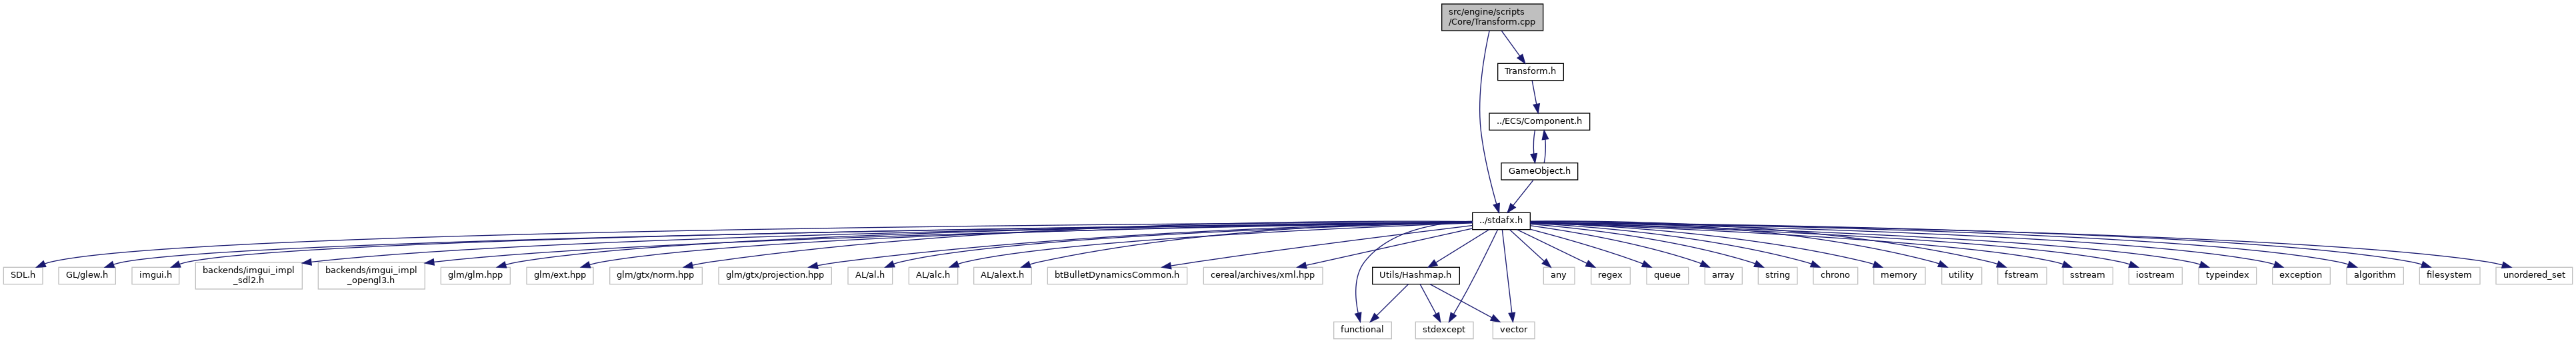 src/engine/scripts
/Core/Transform.cpp
Transform.h
../ECS/Component.h
GameObject.h
../stdafx.h
SDL.h
GL/glew.h
imgui.h
backends/imgui_impl
_sdl2.h
backends/imgui_impl
_opengl3.h
glm/glm.hpp
glm/ext.hpp
glm/gtx/norm.hpp
glm/gtx/projection.hpp
AL/al.h
AL/alc.h
AL/alext.h
btBulletDynamicsCommon.h
cereal/archives/xml.hpp
Utils/Hashmap.h
any
regex
queue
array
string
chrono
memory
utility
fstream
sstream
iostream
typeindex
exception
algorithm
filesystem
unordered_set
functional
stdexcept
vector